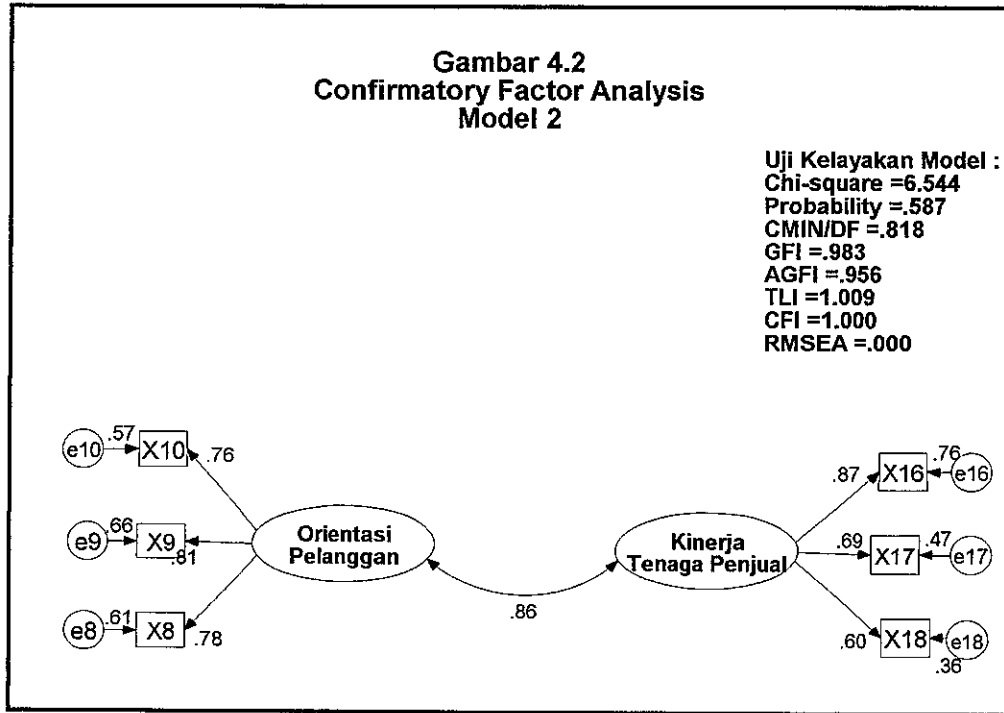 Gambar 4.2
Confirmatory Factor Analysis
Model 2
Uji Kelayakan Model :
Chi-square =6.544
Probability =.587
CMIN/DF =.818
GFI =.983
AGFI =.956
TLI =1.009
CFI =1.000
RMSEA =.000
e10
.57
X10
.76
e9
.66
X9
.81
e8
.61
X8
.78
Orientasi
Pelanggan
.86
Kinerja
Tenaga Penjual
.87
X16
.76
e16
.69
X17
.47
e17
.60
X18
.36
e18